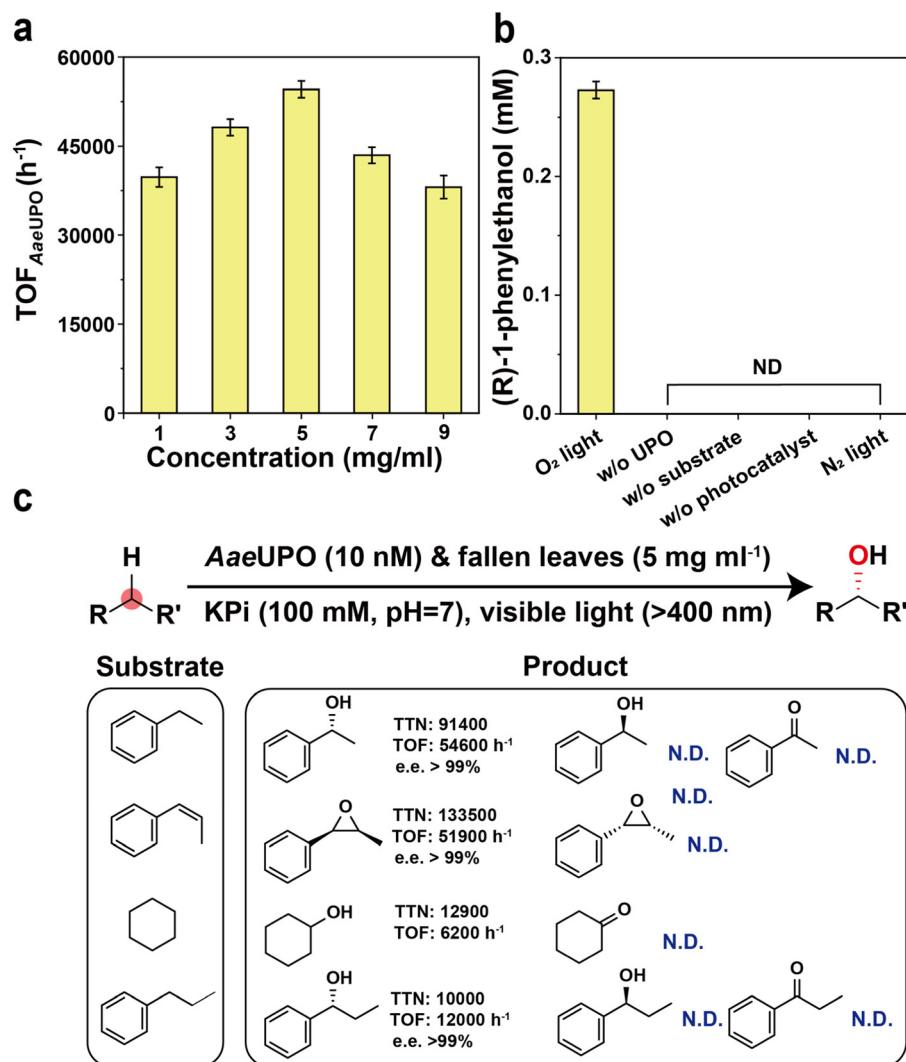 a
60000
45000
30000
15000
0
TOF AaeUPO (h⁻¹)
1 3 5 7 9
Concentration (mg/ml)
b
0.3
0.2
0.1
0.0
(R)-1-phenylethanol (mM)
ND
O₂ light
w/o UPO
w/o substrate
w/o photocatalyst
N₂ light
c
H
R R'
AaeUPO (10 nM) & fallen leaves (5 mg ml⁻¹)
KPi (100 mM, pH=7), visible light (>400 nm)
OH
R R'
Substrate
Product
OH
TTN: 91400
TOF: 54600 h⁻¹
e.e. > 99%
OH
N.D.
O
N.D.
O
TTN: 133500
TOF: 51900 h⁻¹
e.e. > 99%
N.D.
O
N.D.
OH
TTN: 12900
TOF: 6200 h⁻¹
O
N.D.
OH
TTN: 10000
TOF: 12000 h⁻¹
e.e. >99%
OH
N.D.
O
N.D.